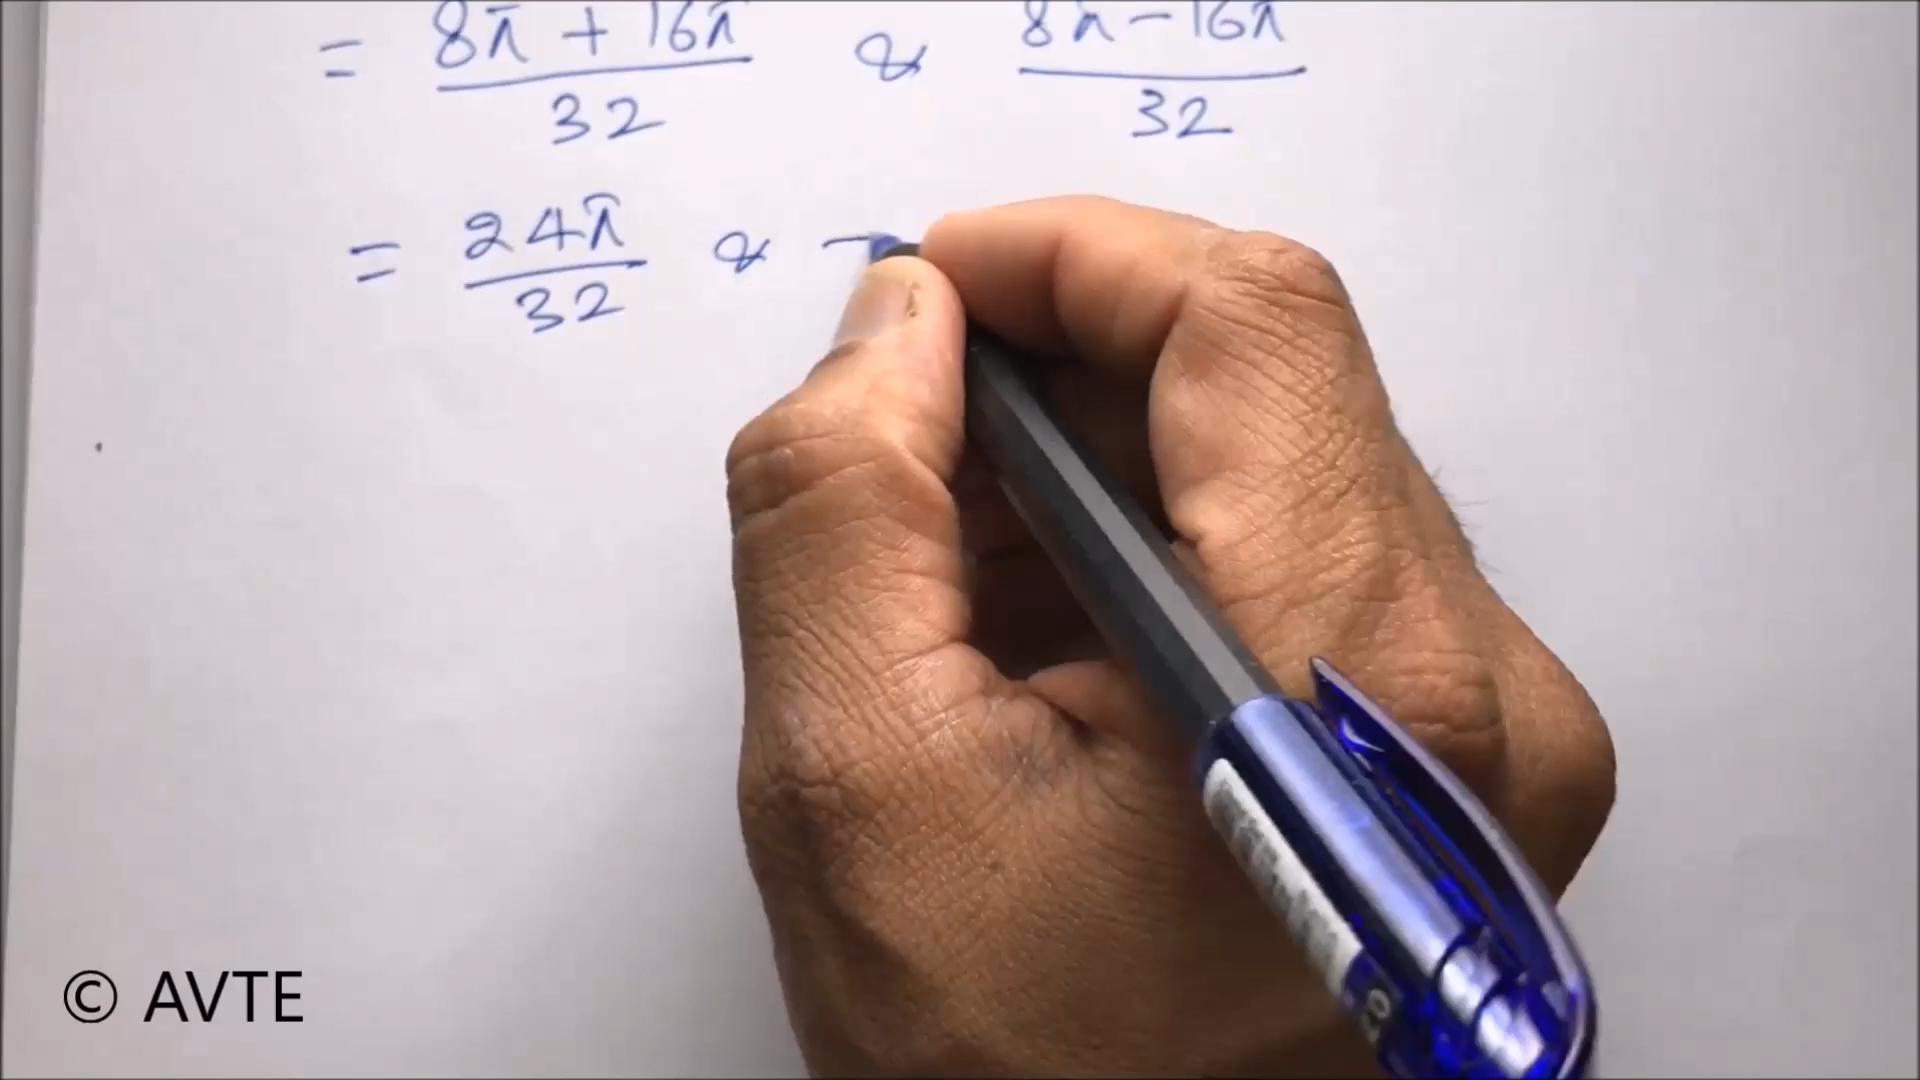 = 8π + 16π / 32 & 8π - 16π / 32
= 24π / 32 & -
© AVTE